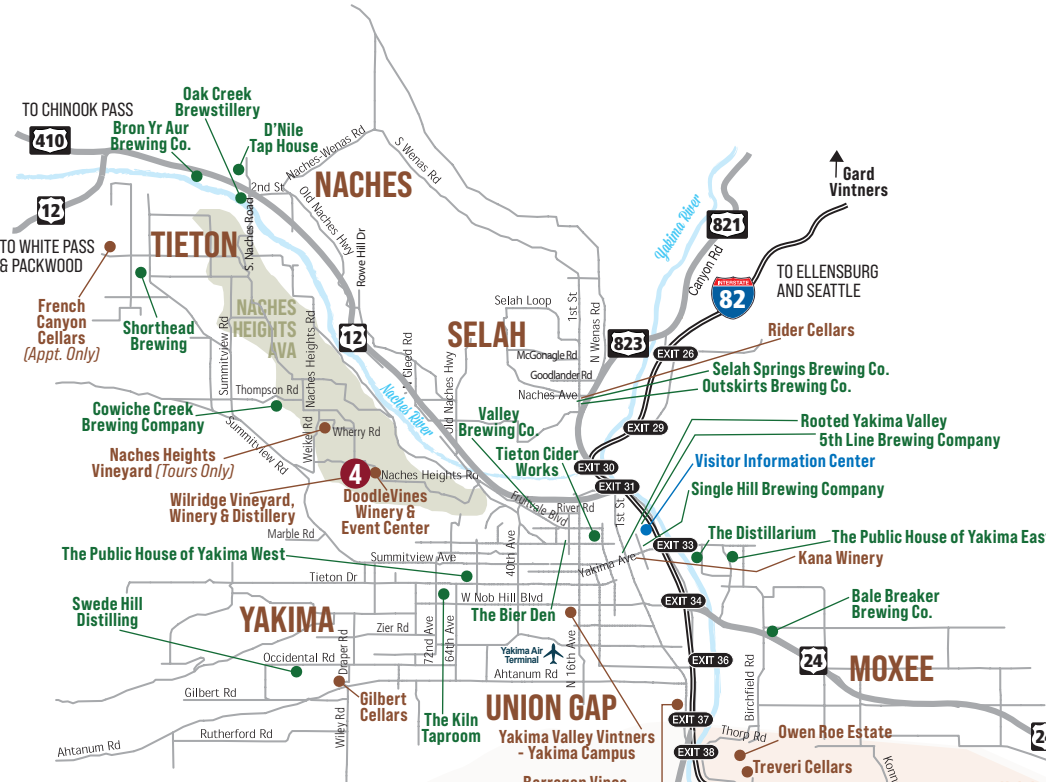 TO CHINOOK PASS
410
12
TO WHITE PASS
& PACKWOOD
Oak Creek
Brewstillery
Bron Yr Aur
Brewing Co.
D'Nile
Tap House
2nd St
Naches-Wenas Rd
S Wenas Rd
NACHES
Old Naches Hwy
Rowe Hill Dr
S. Naches Road
TIETON
French
Canyon
Cellars
(Appt. Only)
Shorthead
Brewing
NACHES
HEIGHTS
AVA
Summitview Rd
Naches Heights Rd
12
N Gleed Rd
Old Naches Hwy
Naches River
Thompson Rd
Cowiche Creek
Brewing Company
Summitview Rd
Weikel Rd
Wherry Rd
Naches Heights
Vineyard (Tours Only)
4
Naches Heights Rd
Wilridge Vineyard,
Winery & Distillery
DoodleVines
Winery &
Event Center
Marble Rd
Gard
Vintners
Yakima River
821
Canyon Rd
TO ELLENSBURG
AND SEATTLE
INTERSTATE
82
Selah Loop
1st St
N Wenas Rd
SELAH
823
McGonagle Rd
Goodlander Rd
Naches Ave
EXIT 26
Rider Cellars
Selah Springs Brewing Co.
Outskirts Brewing Co.
Valley
Brewing Co.
EXIT 29
Rooted Yakima Valley
5th Line Brewing Company
Tieton Cider
Works
EXIT 30
Visitor Information Center
EXIT 31
Single Hill Brewing Company
Fruitvale Blvd
River Rd
1st St
The Public House of Yakima West
Summitview Ave
40th Ave
Yakima Ave
EXIT 33
The Distillarium
The Public House of Yakima Eas
Kana Winery
Tieton Dr
Swede Hill
Distilling
YAKIMA
W Nob Hill Blvd
The Bier Den
EXIT 34
Bale Breaker
Brewing Co.
Zier Rd
72nd Ave
64th Ave
Yakima Air
Terminal
N 16th Ave
Occidental Rd
Draper Rd
Ahtanum Rd
EXIT 36
24
MOXEE
Gilbert Rd
Gilbert
Cellars
The Kiln
Taproom
UNION GAP
Birchfield Rd
Rutherford Rd
Wiley Rd
Yakima Valley Vintners
- Yakima Campus
EXIT 37
Thorp Rd
Owen Roe Estate
Ahtanum Rd
EXIT 38
Treveri Cellars
Konn
2